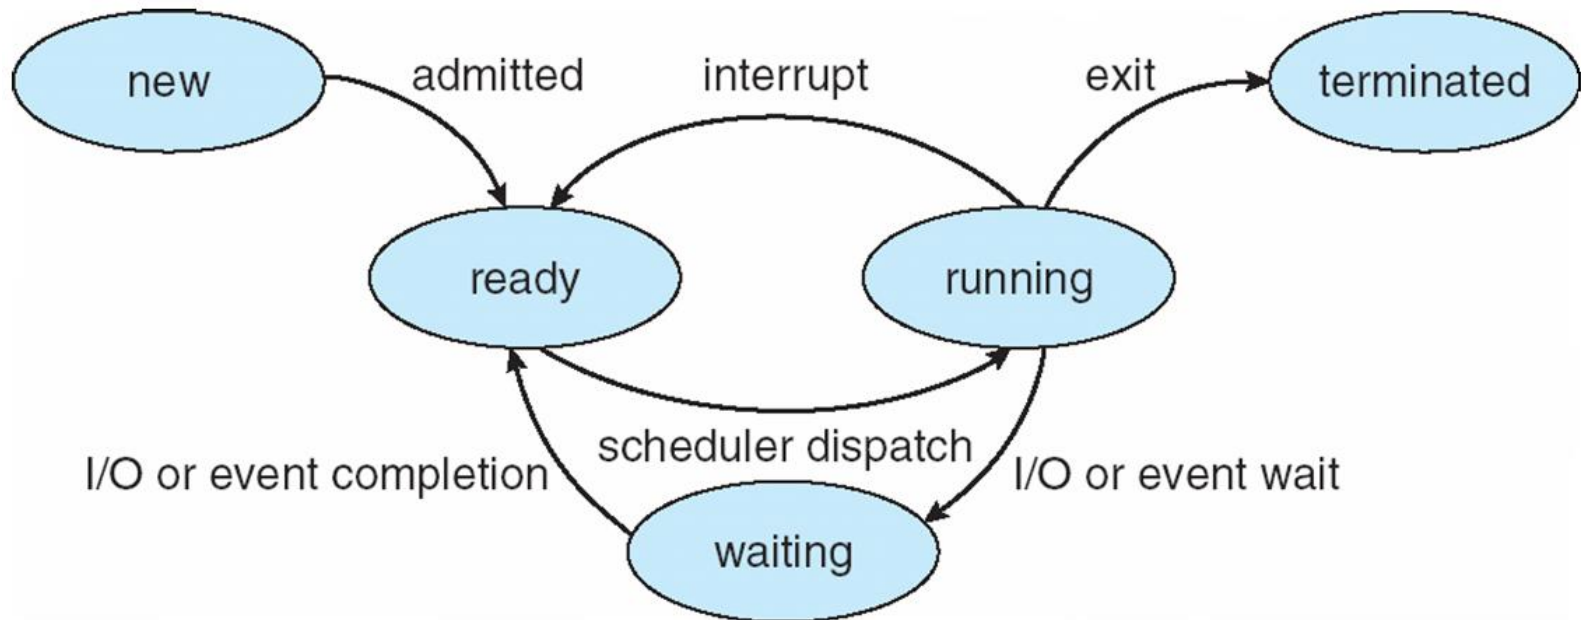 new
admitted
interrupt
exit
terminated
ready
running
scheduler dispatch
I/O or event completion
I/O or event wait
waiting